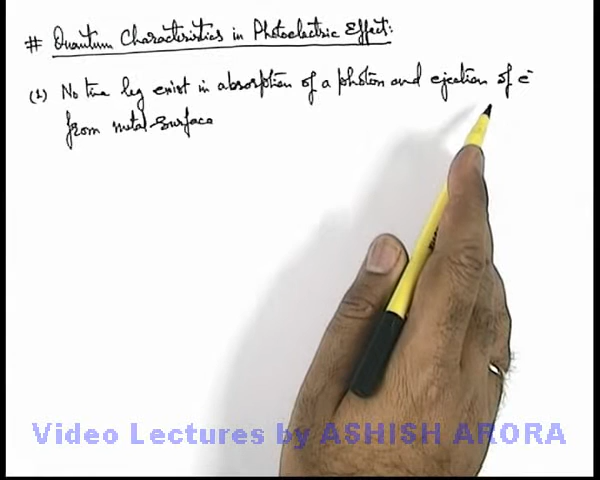 # Quantum Characteristics in Photoelectric Effect:
(1) No time leg exist in absorption of a photon and ejection of e⁻
from metal surface
Video Lectures by ASHISH ARORA